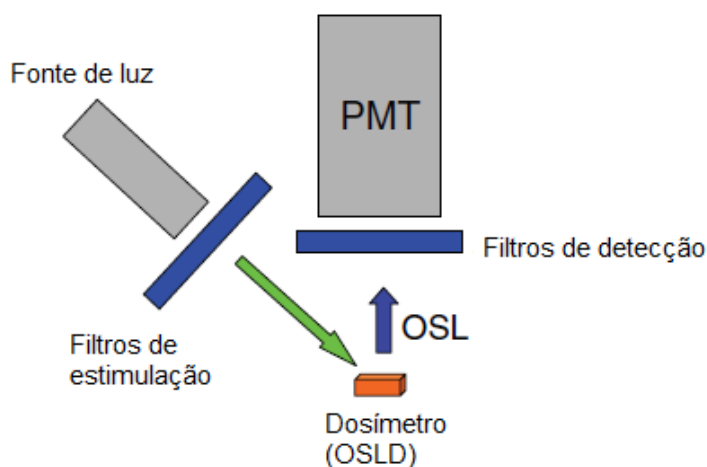 Fonte de luz
PMT
Filtros de detecção
OSL
Filtros de
estimulação
Dosímetro
(OSLD)